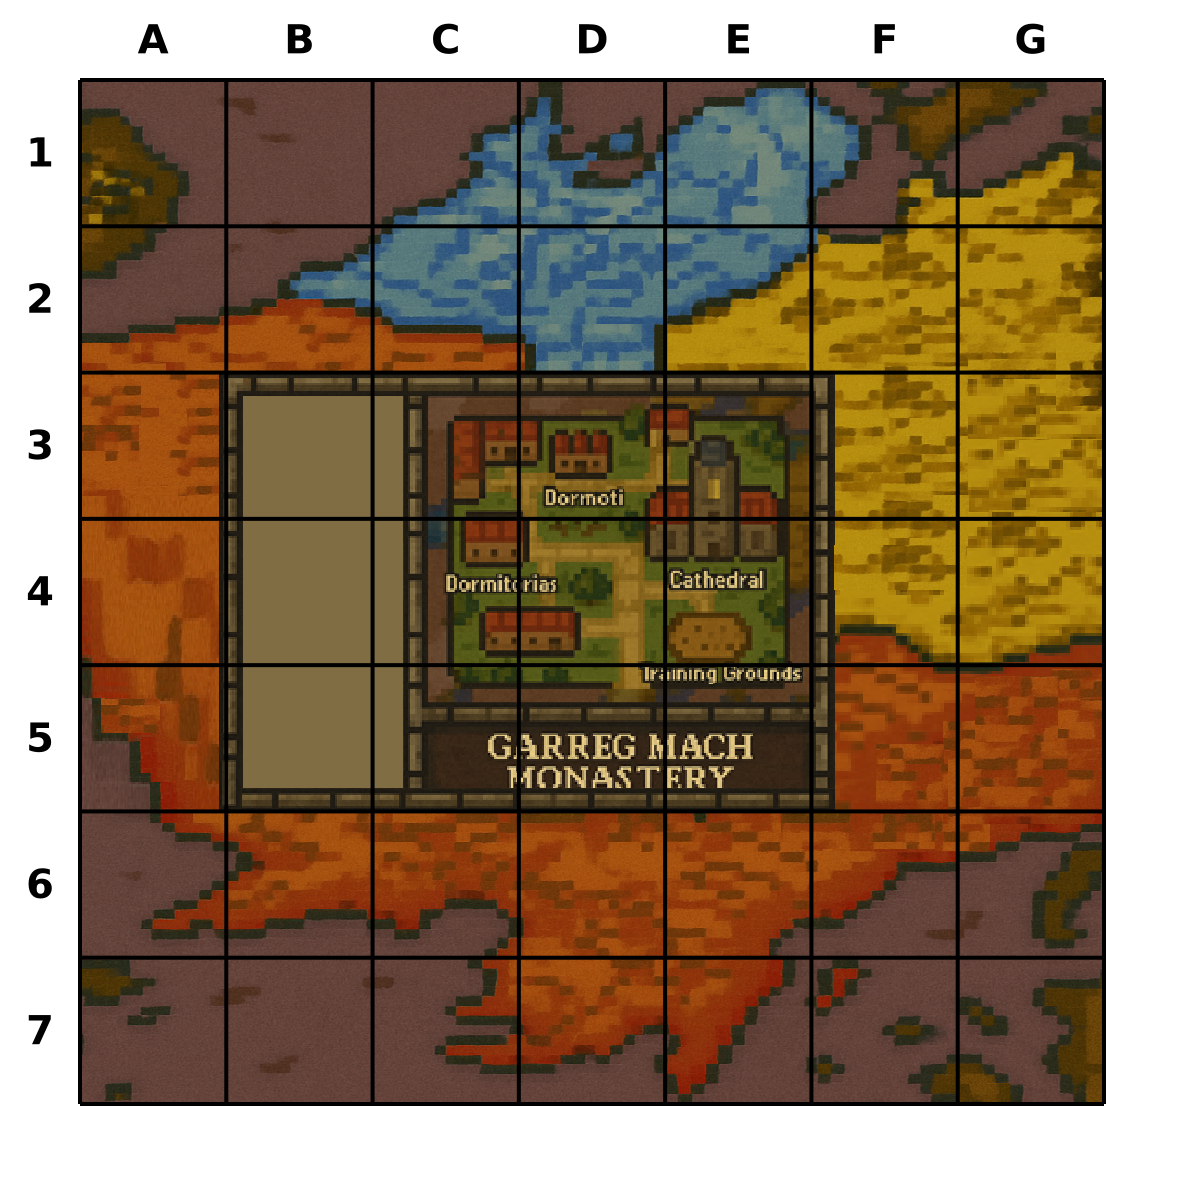 A B C D E F G
1
2
3
Dormoti
4
Dormitorias
Cathedral
Training Grounds
5
GARREG MACH
MONASTERY
6
7